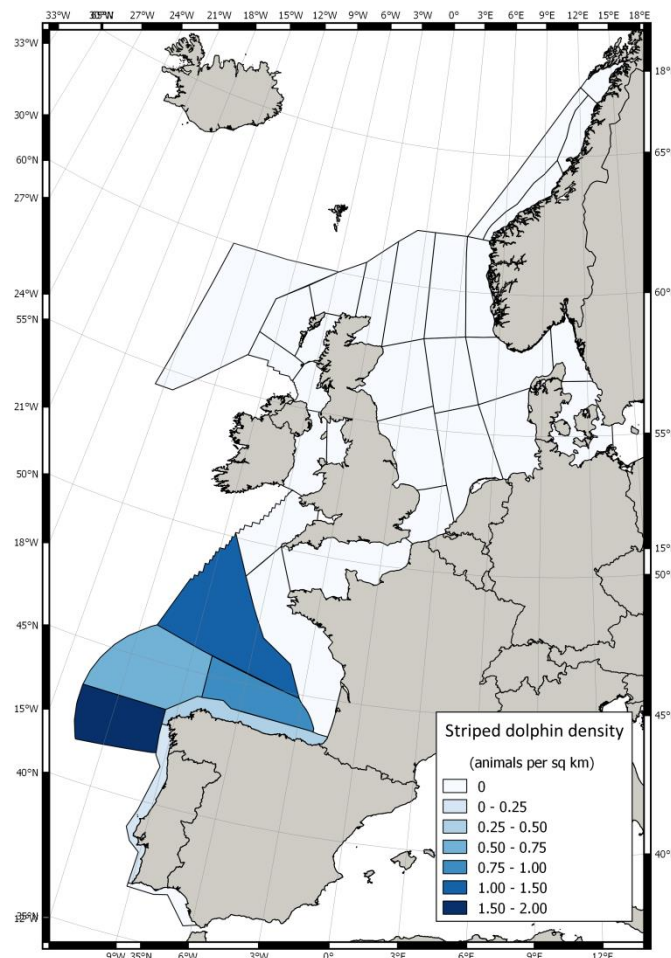 33°W 24°W 21°W 18°W 15°W 12°W 9°W 6°W 3°W 0°E 3°E 6°E 9°E 12°E 15°E 18°E
33°W
18°
30°W
65°
60°N
27°W
24°W
60°
55°N
21°W
55°
50°N
18°W
15°
50°
45°N
15°W
45°
40°N
40°
Striped dolphin density
(animals per sq km)
0
0 - 0.25
0.25 - 0.50
0.50 - 0.75
0.75 - 1.00
1.00 - 1.50
1.50 - 2.00
9°W 35°N 3°W 0° 3°E 6°E 9°E 12°E